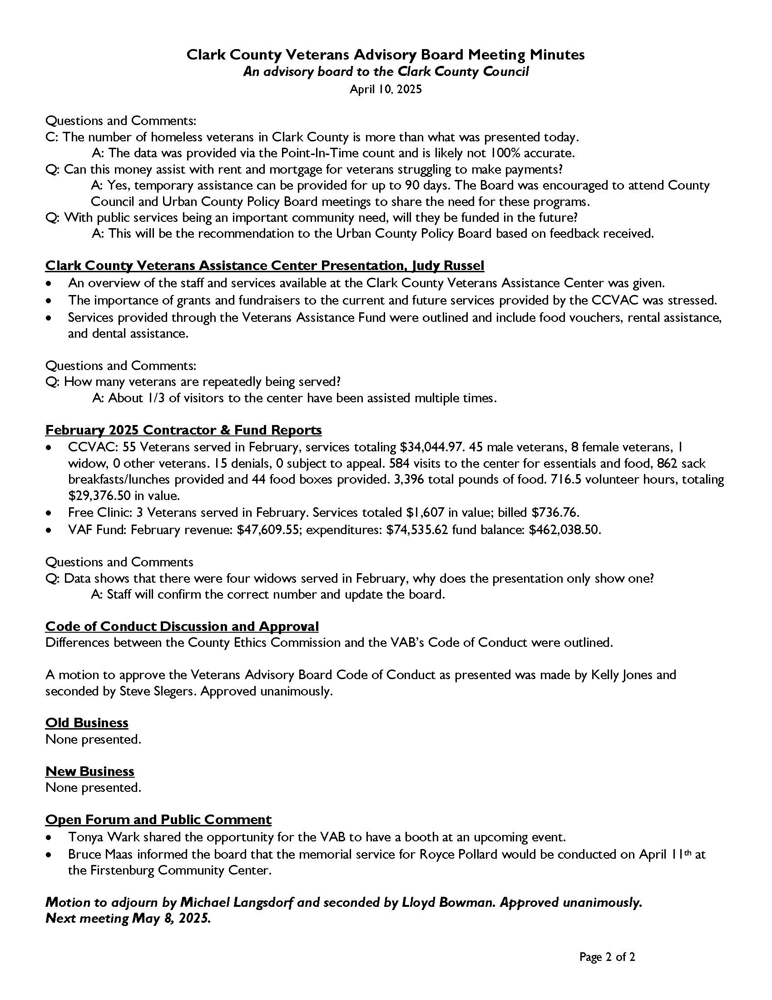 Clark County Veterans Advisory Board Meeting Minutes
An advisory board to the Clark County Council
April 10, 2025
Questions and Comments:
C: The number of homeless veterans in Clark County is more than what was presented today.
A: The data was provided via the Point-In-Time count and is likely not 100% accurate.
Q: Can this money assist with rent and mortgage for veterans struggling to make payments?
A: Yes, temporary assistance can be provided for up to 90 days. The Board was encouraged to attend County
Council and Urban County Policy Board meetings to share the need for these programs.
Q: With public services being an important community need, will they be funded in the future?
A: This will be the recommendation to the Urban County Policy Board based on feedback received.
Clark County Veterans Assistance Center Presentation, Judy Russel
• An overview of the staff and services available at the Clark County Veterans Assistance Center was given.
• The importance of grants and fundraisers to the current and future services provided by the CCVAC was stressed.
• Services provided through the Veterans Assistance Fund were outlined and include food vouchers, rental assistance,
and dental assistance.
Questions and Comments:
Q: How many veterans are repeatedly being served?
A: About 1/3 of visitors to the center have been assisted multiple times.
February 2025 Contractor & Fund Reports
• CCVAC: 55 Veterans served in February, services totaling $34,044.97. 45 male veterans, 8 female veterans, 1
widow, 0 other veterans. 15 denials, 0 subject to appeal. 584 visits to the center for essentials and food, 862 sack
breakfasts/lunches provided and 44 food boxes provided. 3,396 total pounds of food. 716.5 volunteer hours, totaling
$29,376.50 in value.
• Free Clinic: 3 Veterans served in February. Services totaled $1,607 in value; billed $736.76.
• VAF Fund: February revenue: $47,609.55; expenditures: $74,535.62 fund balance: $462,038.50.
Questions and Comments
Q: Data shows that there were four widows served in February, why does the presentation only show one?
A: Staff will confirm the correct number and update the board.
Code of Conduct Discussion and Approval
Differences between the County Ethics Commission and the VAB’s Code of Conduct were outlined.
A motion to approve the Veterans Advisory Board Code of Conduct as presented was made by Kelly Jones and
seconded by Steve Slegers. Approved unanimously.
Old Business
None presented.
New Business
None presented.
Open Forum and Public Comment
• Tonya Wark shared the opportunity for the VAB to have a booth at an upcoming event.
• Bruce Maas informed the board that the memorial service for Royce Pollard would be conducted on April 11th at
the Firstenburg Community Center.
Motion to adjourn by Michael Langsdorf and seconded by Lloyd Bowman. Approved unanimously.
Next meeting May 8, 2025.
Page 2 of 2